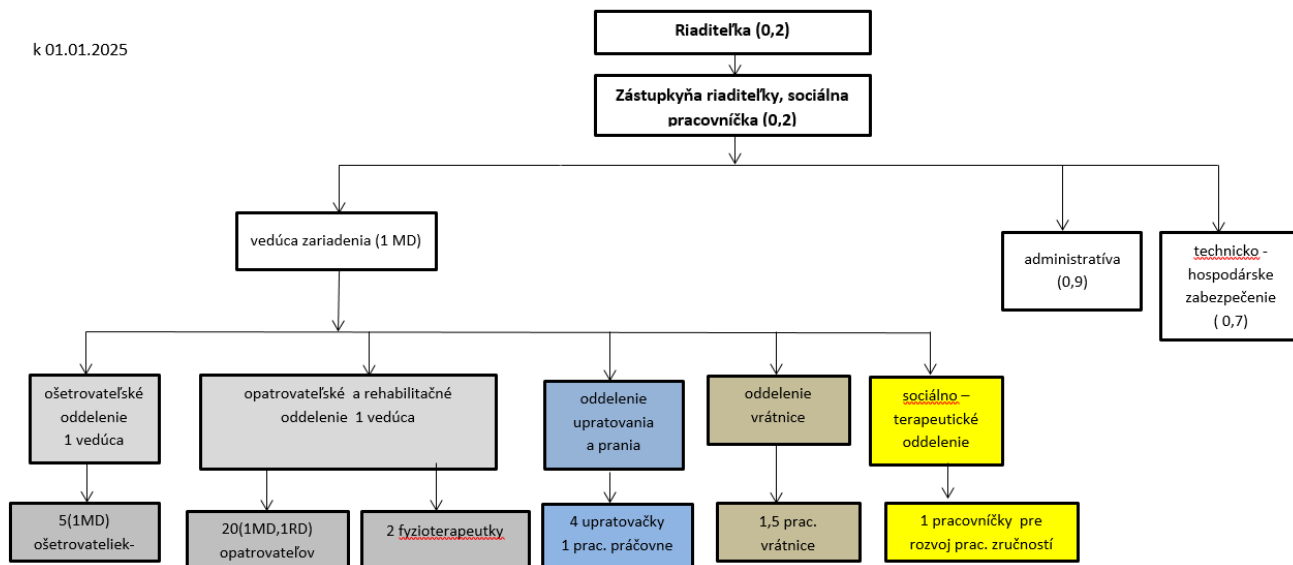 k 01.01.2025
Riaditeľka (0,2)
Zástupkyňa riaditeľky, sociálna
pracovníčka (0,2)
vedúca zariadenia (1 MD)
administratíva
(0,9)
technicko -
hospodárske
zabezpečenie
( 0,7)
ošetrovateľské
oddelenie
1 vedúca
opatrovateľské a rehabilitačné
oddelenie 1 vedúca
oddelenie
upratovania
a prania
oddelenie
vrátnice
sociálno –
terapeutické
oddelenie
5(1MD)
ošetrovateliek-
20(1MD,1RD)
opatrovateľov
2 fyzioterapeutky
4 upratovačky
1 prac. práčovne
1,5 prac.
vrátnice
1 pracovníčky pre
rozvoj prac. zručností